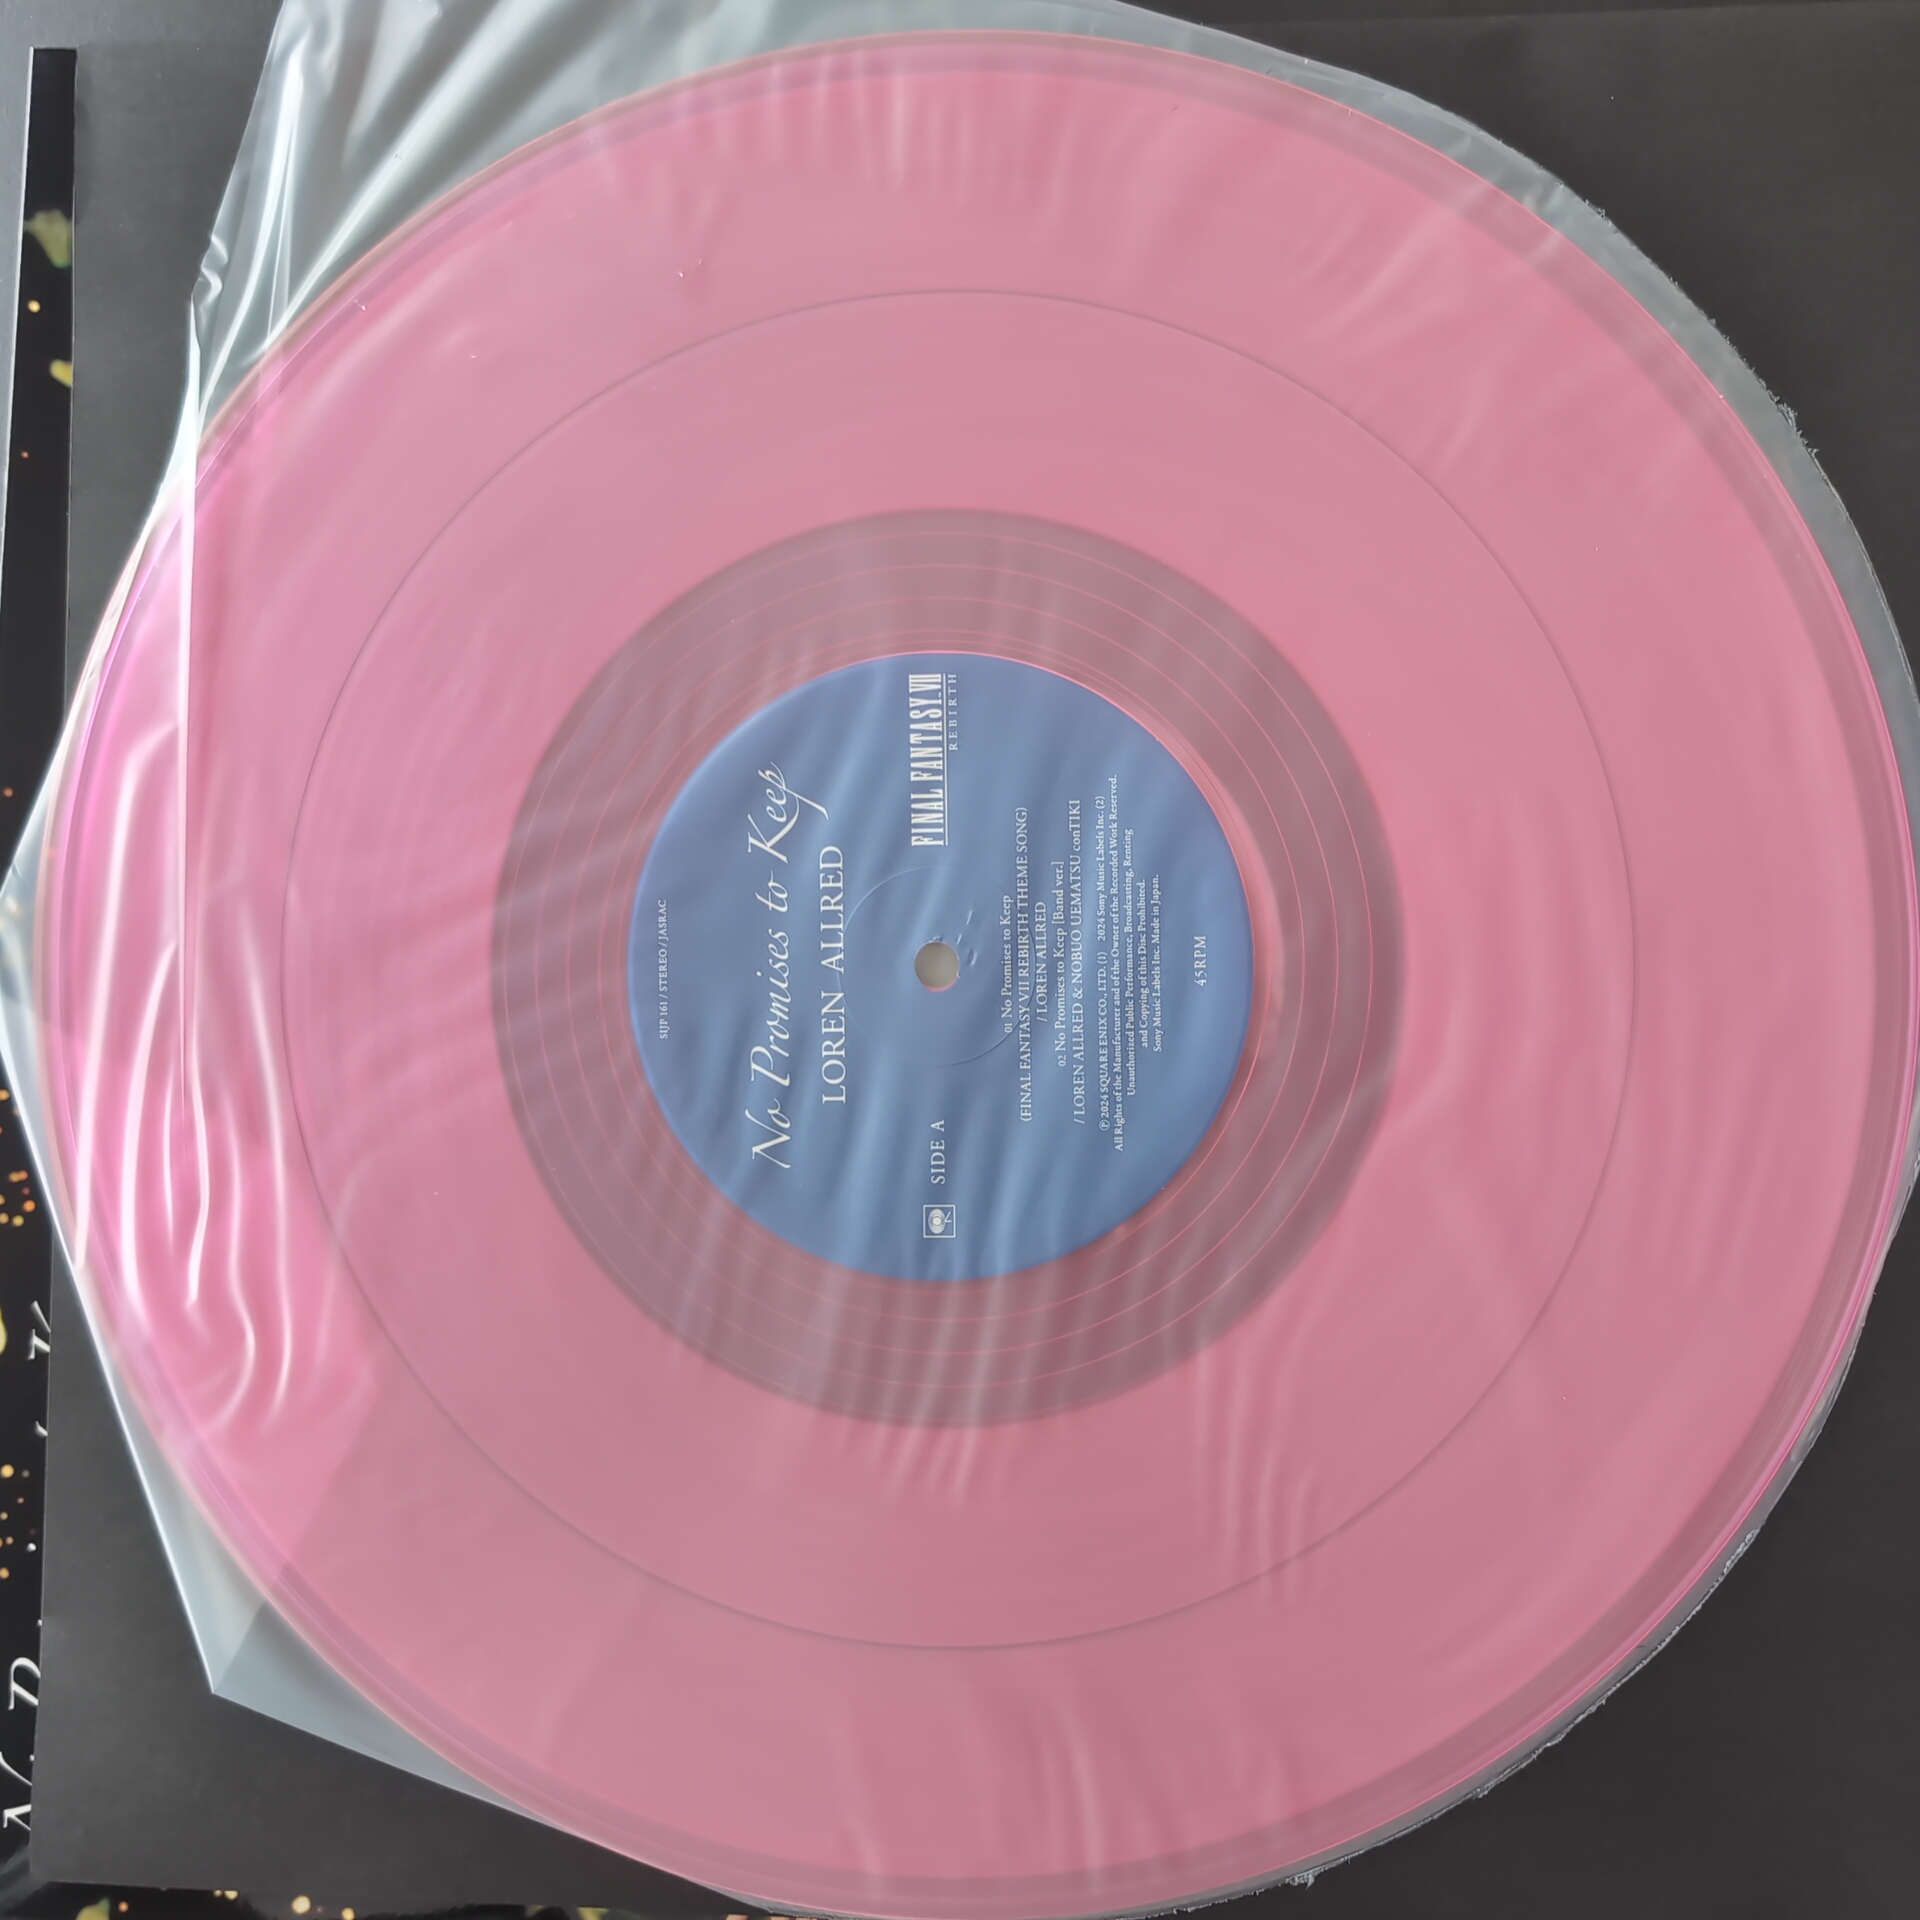 SIJP 161 / STEREO / JASRAC
No Promises to Keep
LOREN ALLRED
SIDE A
FINAL FANTASY VII
REBIRTH
01 No Promises to Keep
(FINAL FANTASY VII REBIRTH THEME SONG)
/ LOREN ALLRED
02 No Promises to Keep [Band ver.]
/ LOREN ALLRED & NOBUO UEMATSU conTIKI
Ⓟ 2024 SQUARE ENIX CO., LTD. (1) 2024 Sony Music Labels Inc. (2)
All Rights of the Manufacturer and of the Owner of the Recorded Work Reserved.
Unauthorized Public Performance, Broadcasting, Renting
and Copying of this Disc Prohibited.
Sony Music Labels Inc. Made in Japan.
45RPM